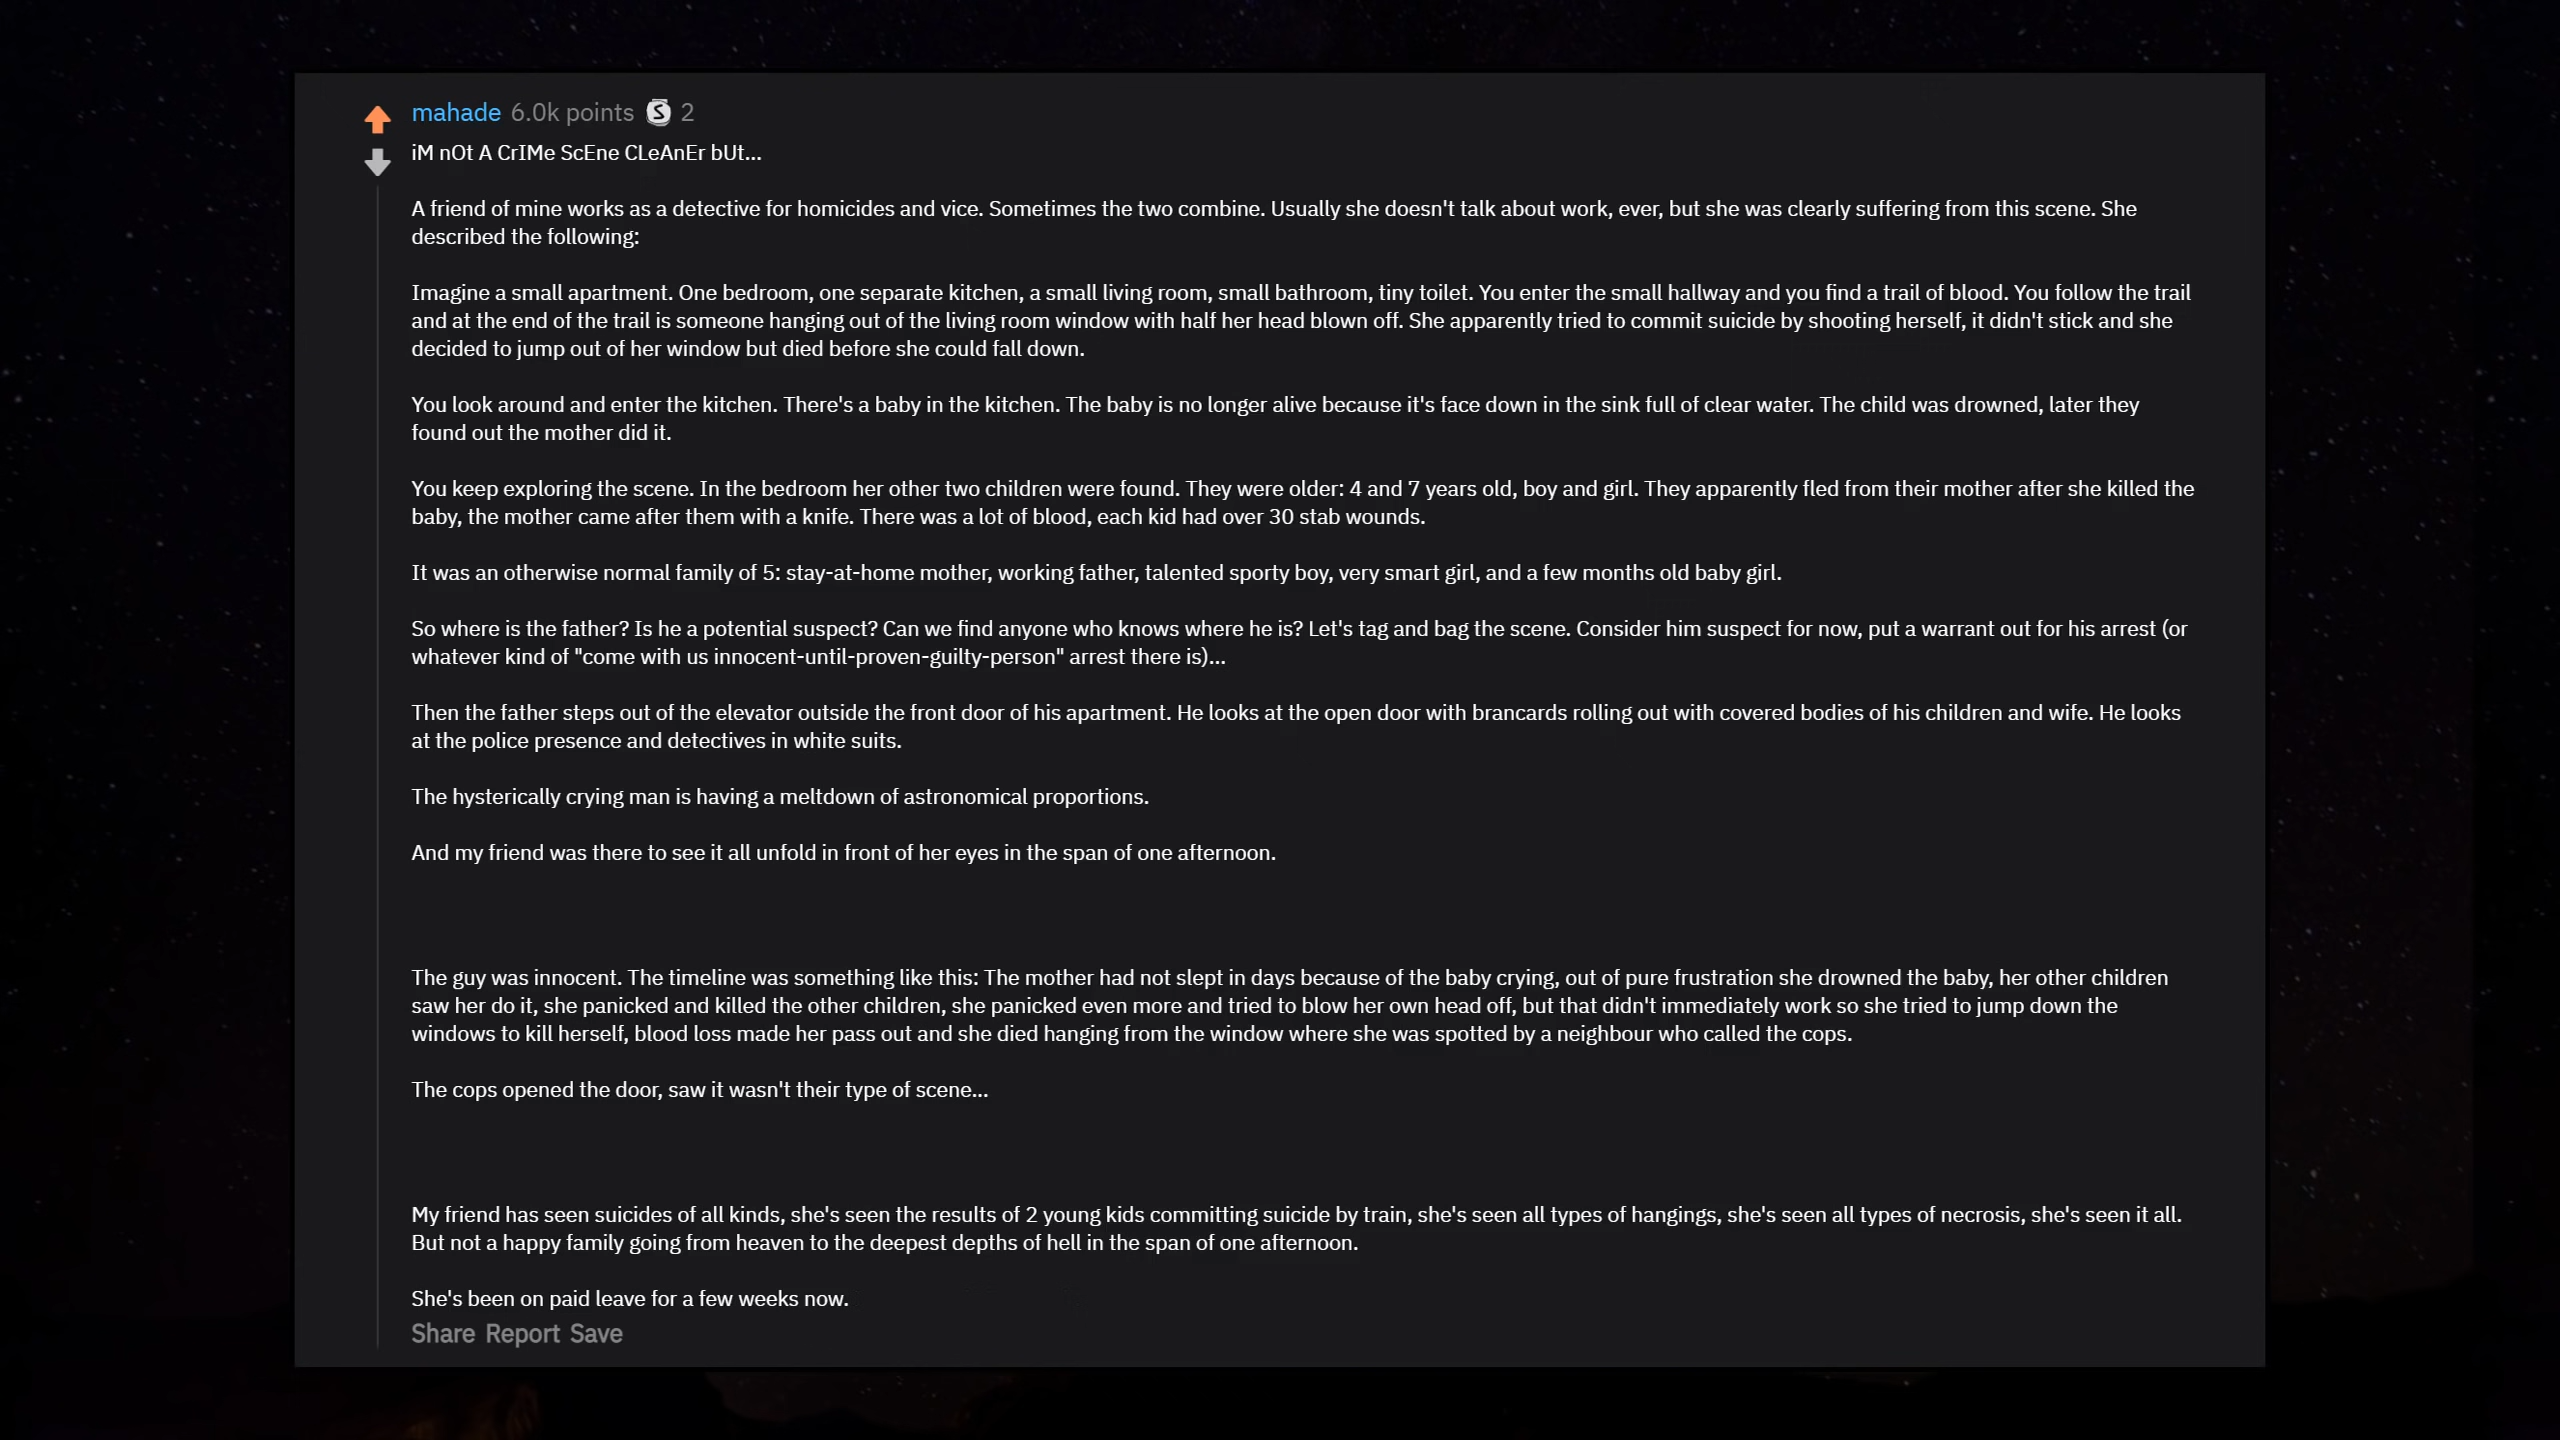 mahade 6.0k points S 2
iM nOt A CrIMe ScEne CLeAnEr bUt...
A friend of mine works as a detective for homicides and vice. Sometimes the two combine. Usually she doesn't talk about work, ever, but she was clearly suffering from this scene. She
described the following:
Imagine a small apartment. One bedroom, one separate kitchen, a small living room, small bathroom, tiny toilet. You enter the small hallway and you find a trail of blood. You follow the trail
and at the end of the trail is someone hanging out of the living room window with half her head blown off. She apparently tried to commit suicide by shooting herself, it didn't stick and she
decided to jump out of her window but died before she could fall down.
You look around and enter the kitchen. There's a baby in the kitchen. The baby is no longer alive because it's face down in the sink full of clear water. The child was drowned, later they
found out the mother did it.
You keep exploring the scene. In the bedroom her other two children were found. They were older: 4 and 7 years old, boy and girl. They apparently fled from their mother after she killed the
baby, the mother came after them with a knife. There was a lot of blood, each kid had over 30 stab wounds.
It was an otherwise normal family of 5: stay-at-home mother, working father, talented sporty boy, very smart girl, and a few months old baby girl.
So where is the father? Is he a potential suspect? Can we find anyone who knows where he is? Let's tag and bag the scene. Consider him suspect for now, put a warrant out for his arrest (or
whatever kind of "come with us innocent-until-proven-guilty-person" arrest there is)...
Then the father steps out of the elevator outside the front door of his apartment. He looks at the open door with brancards rolling out with covered bodies of his children and wife. He looks
at the police presence and detectives in white suits.
The hysterically crying man is having a meltdown of astronomical proportions.
And my friend was there to see it all unfold in front of her eyes in the span of one afternoon.
The guy was innocent. The timeline was something like this: The mother had not slept in days because of the baby crying, out of pure frustration she drowned the baby, her other children
saw her do it, she panicked and killed the other children, she panicked even more and tried to blow her own head off, but that didn't immediately work so she tried to jump down the
windows to kill herself, blood loss made her pass out and she died hanging from the window where she was spotted by a neighbour who called the cops.
The cops opened the door, saw it wasn't their type of scene...
My friend has seen suicides of all kinds, she's seen the results of 2 young kids committing suicide by train, she's seen all types of hangings, she's seen all types of necrosis, she's seen it all.
But not a happy family going from heaven to the deepest depths of hell in the span of one afternoon.
She's been on paid leave for a few weeks now.
Share Report Save